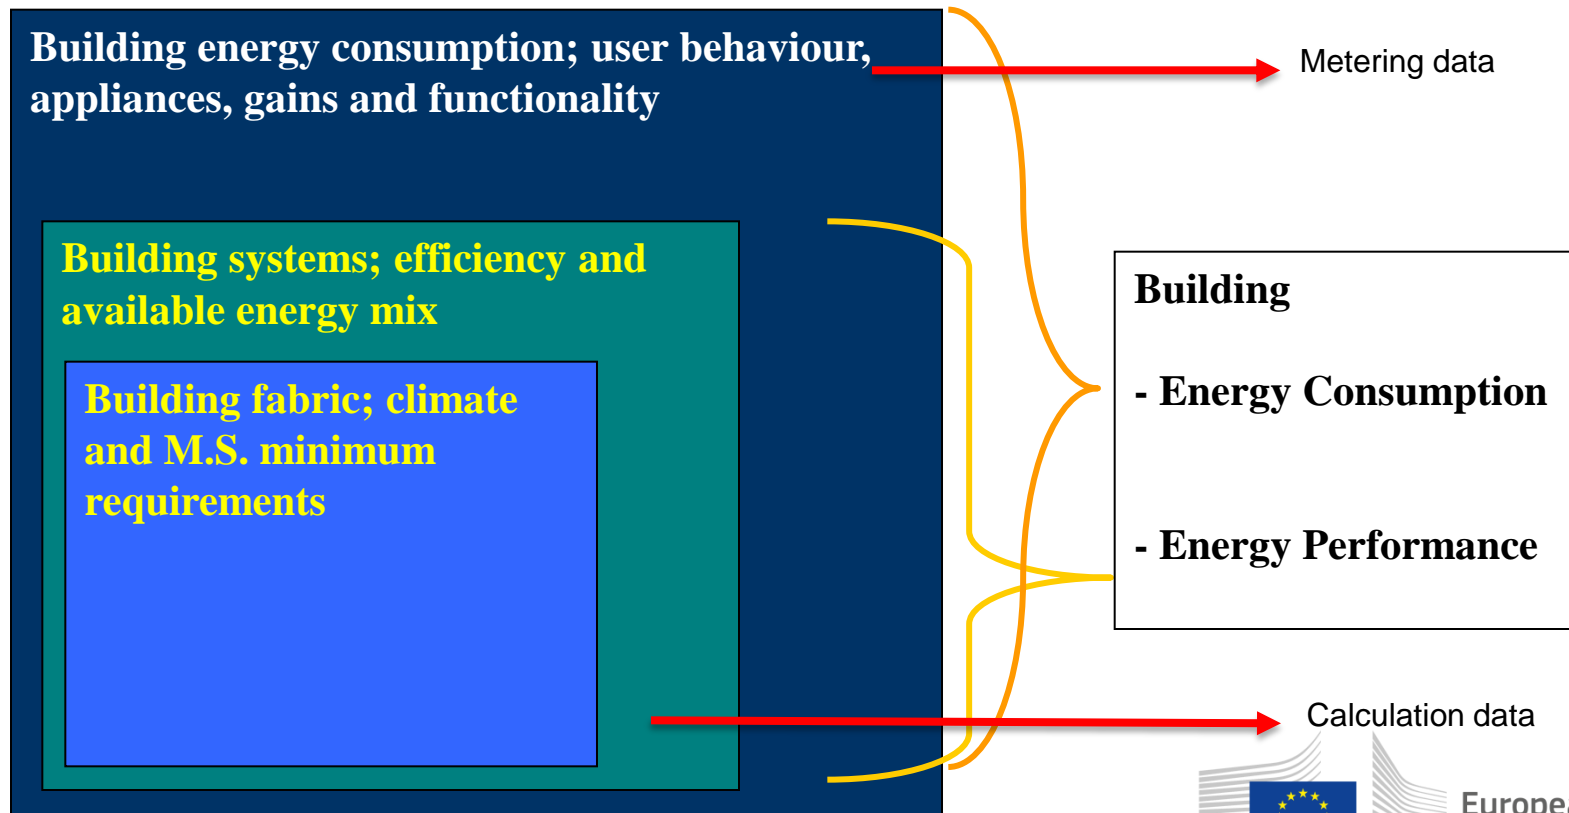 Building energy consumption; user behaviour,
appliances, gains and functionality
Metering data
Building systems; efficiency and
available energy mix
Building fabric; climate
and M.S. minimum
requirements
Building
- Energy Consumption
- Energy Performance
Calculation data